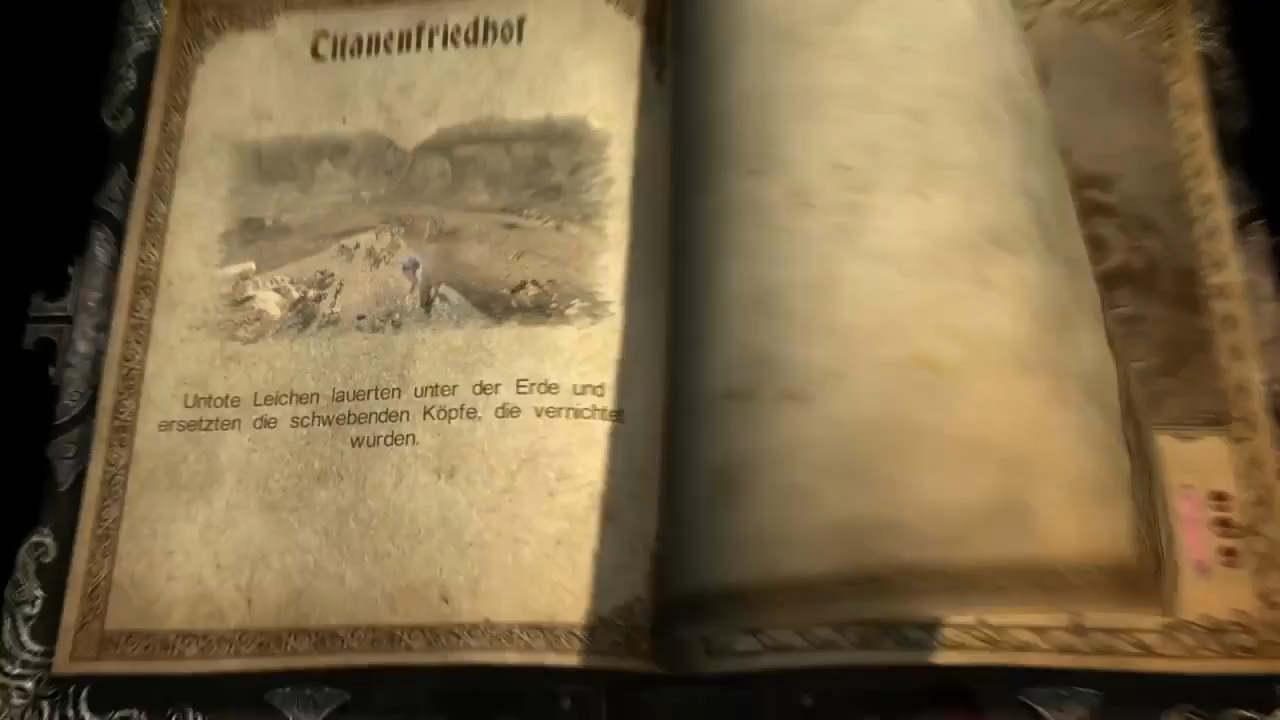 Titanenfriedhof
Untote Leichen lauerten unter der Erde und
ersetzten die schwebenden Köpfe, die vernichtet
wurden.